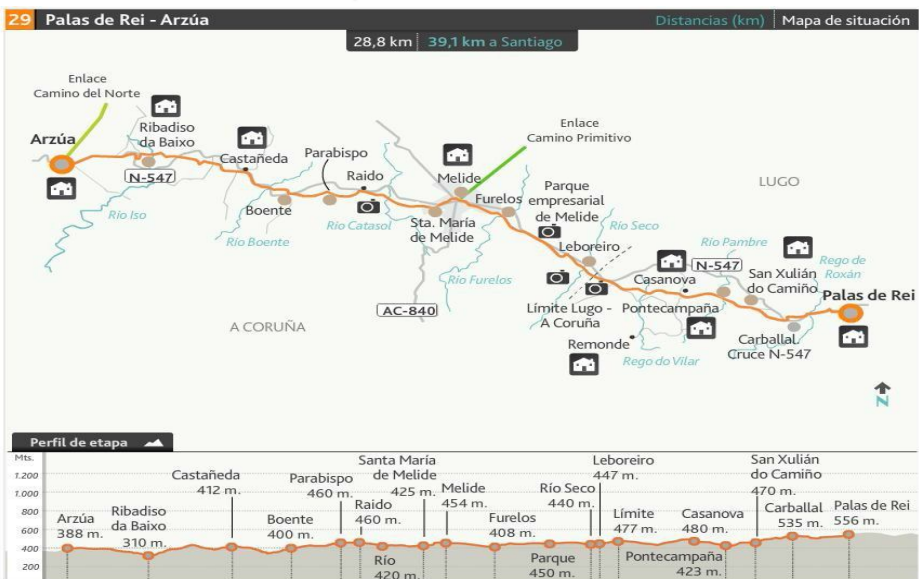 29 Palas de Rei - Arzúa
Distancias (km) Mapa de situación
28,8 km 39,1 km a Santiago
Enlace
Camino del Norte
Arzúa
Ribadiso
da Baixo
N-547
Río Iso
Castañeda
Boente
Río Boente
Parabispo
Raido
Río Catasol
Melide
Sta. María
de Melide
Enlace
Camino Primitivo
Furelos
Río Furelos
AC-840
A CORUÑA
LUGO
Parque
empresarial
de Melide
Río Seco
Leboreiro
Límite Lugo -
A Coruña
Casanova
N-547
Río Pambre
Pontecampaña
Remonde
Rego do Vilar
San Xulián
do Camiño
Rego de
Roxán
Palas de Rei
Carballal.
Cruce N-547
N
Perfil de etapa
Mts.
1.200
1.000
800
600
400
200
Arzúa
388 m.
Ribadiso
da Baixo
310 m.
Castañeda
412 m.
Boente
400 m.
Parabispo
460 m.
Raido
460 m.
Río
420 m.
Santa María
de Melide
425 m.
Melide
454 m.
Furelos
408 m.
Parque
450 m.
Río Seco
440 m.
Leboreiro
447 m.
Límite
477 m.
Casanova
480 m.
Pontecampaña
423 m.
San Xulián
do Camiño
470 m.
Carballal
535 m.
Palas de Rei
556 m.